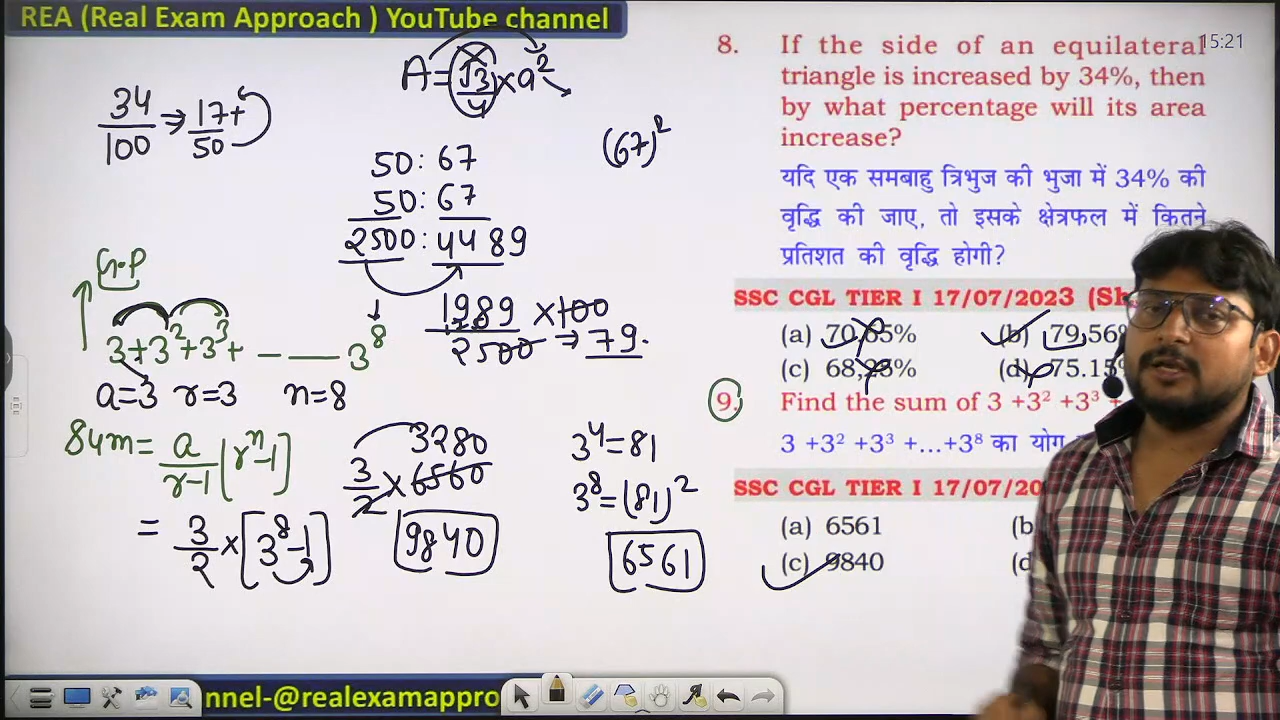 REA (Real Exam Approach ) YouTube channel
15:21
34/100 ⇒ 17+/50
A = √3/4 × a²
(67)²
50 : 67
50 : 67
2500 : 4489
1989/2500 × 100 ⇒ 79.
G.P
3+3²+3³+ — —— 3⁸
a=3 r=3 n=8
Sum = a/r-1 [rⁿ-1]
= 3/2 × [3⁸-1]
3280
3/2 × 6560
9840
3⁴=81
3⁸=(81)²
6561
8. If the side of an equilateral
triangle is increased by 34%, then
by what percentage will its area
increase?
यदि एक समबाहु त्रिभुज की भुजा में 34% की
वृद्धि की जाए, तो इसके क्षेत्रफल में कितने
प्रतिशत की वृद्धि होगी?
SSC CGL TIER I 17/07/2023 (Sh
(a) 70,65% (b) 79,56%
(c) 68,25% (d) 75.15%
9. Find the sum of 3 +3² +3³ +
3 +3² +3³ +...+3⁸ का योग
SSC CGL TIER I 17/07/20
(a) 6561 (b
(c) 9840 (d
nnel-@realexamappro